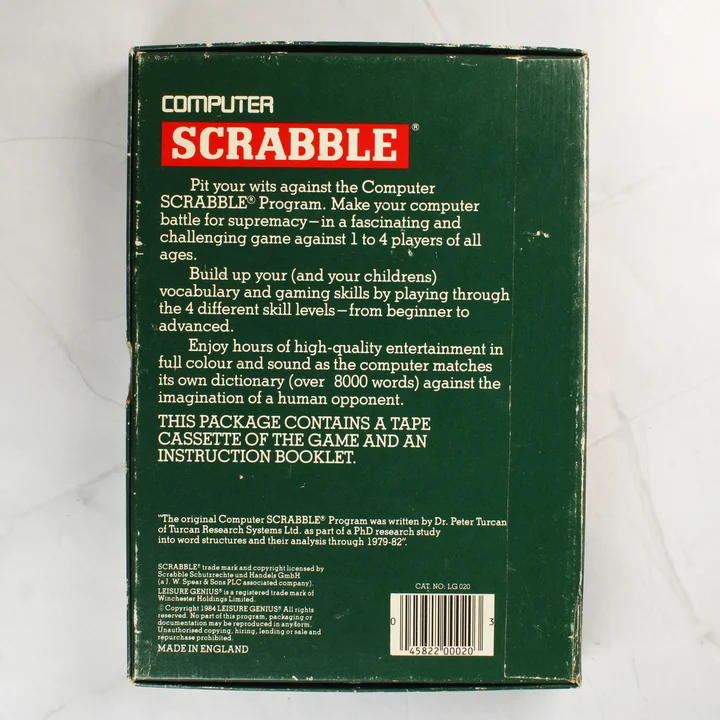 COMPUTER
SCRABBLE®
Pit your wits against the Computer
SCRABBLE® Program. Make your computer
battle for supremacy—in a fascinating and
challenging game against 1 to 4 players of all
ages.
Build up your (and your childrens)
vocabulary and gaming skills by playing through
the 4 different skill levels—from beginner to
advanced.
Enjoy hours of high-quality entertainment in
full colour and sound as the computer matches
its own dictionary (over 8000 words) against the
imagination of a human opponent.
THIS PACKAGE CONTAINS A TAPE
CASSETTE OF THE GAME AND AN
INSTRUCTION BOOKLET.
"The original Computer SCRABBLE® Program was written by Dr. Peter Turcan
of Turcan Research Systems Ltd. as part of a PhD research study
into word structures and their analysis through 1979-82".
SCRABBLE® trade mark and copyright licensed by
Scrabble Schutzrechte und Handels GmbH
(a J. W. Spear & Sons PLC associated company).
LEISURE GENIUS® is a registered trade mark of
Winchester Holdings Limited.
© Copyright 1984 LEISURE GENIUS® All rights
reserved. No part of this program, packaging or
documentation may be reproduced in any form.
Unauthorised copying, hiring, lending or sale and
repurchase prohibited.
MADE IN ENGLAND
CAT. NO: LG 020
0 45822 00020 3